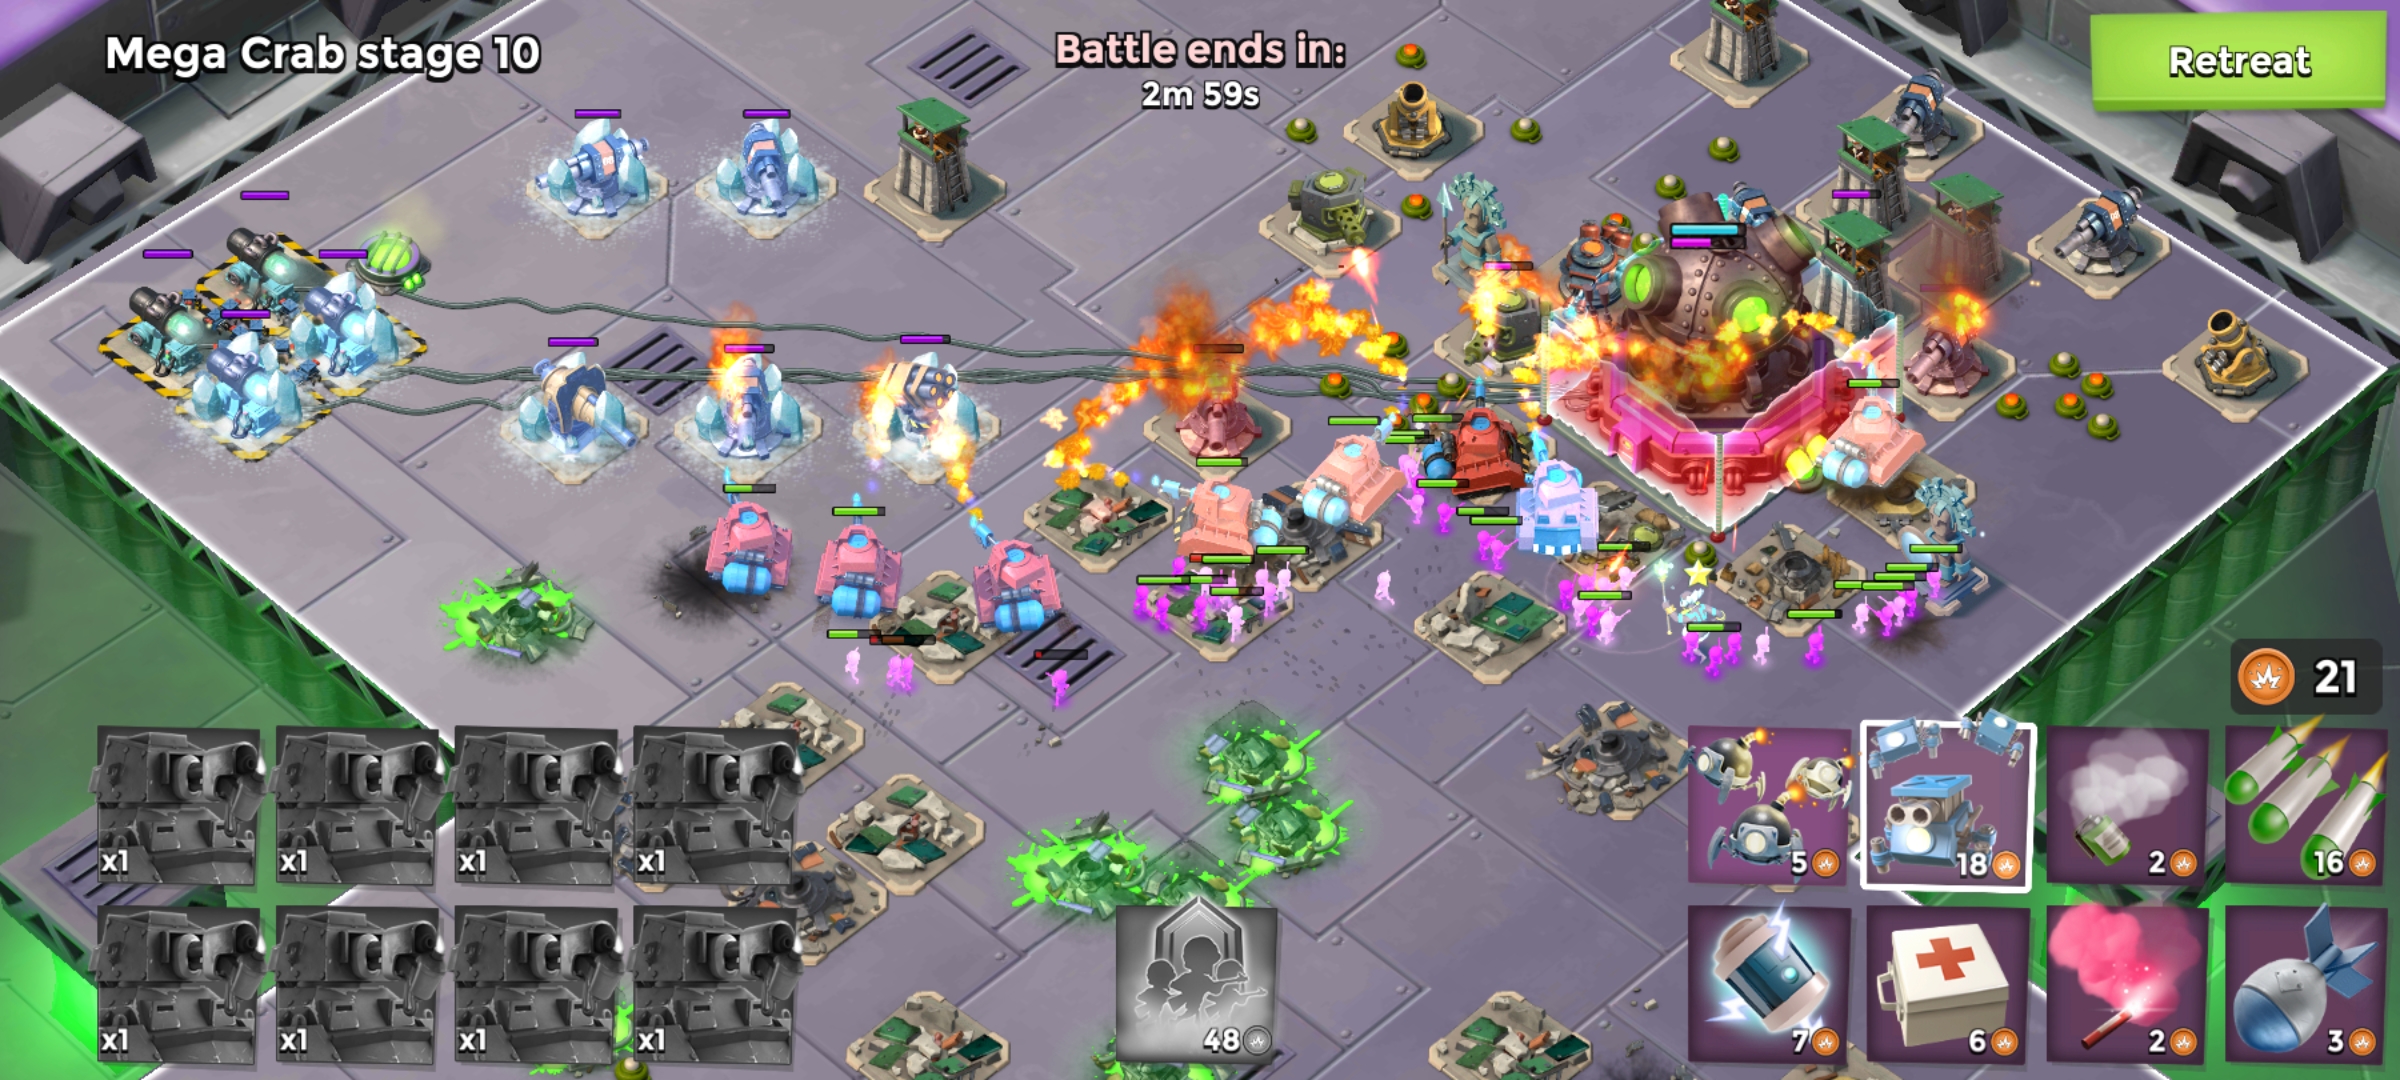 Mega Crab stage 10
Battle ends in:
2m 59s
Retreat
21
x1
x1
x1
x1
5
18
2
16
x1
x1
x1
x1
48
7
6
2
3